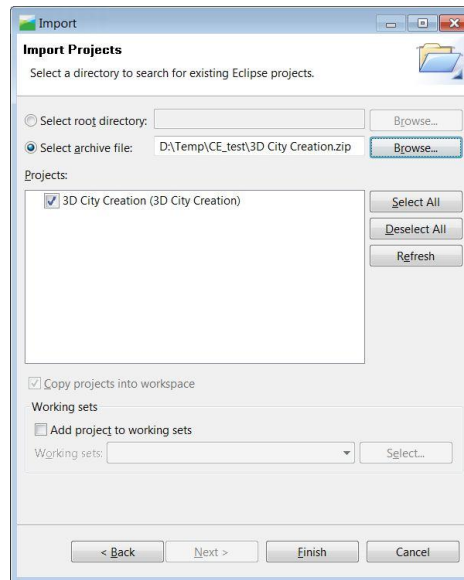 Import
Import Projects
Select a directory to search for existing Eclipse projects.
Select root directory:
Browse...
Select archive file:
D:\Temp\CE_test\3D City Creation.zip
Browse...
Projects:
3D City Creation (3D City Creation)
Select All
Deselect All
Refresh
Copy projects into workspace
Working sets
Add project to working sets
Working sets:
Select...
< Back
Next >
Finish
Cancel